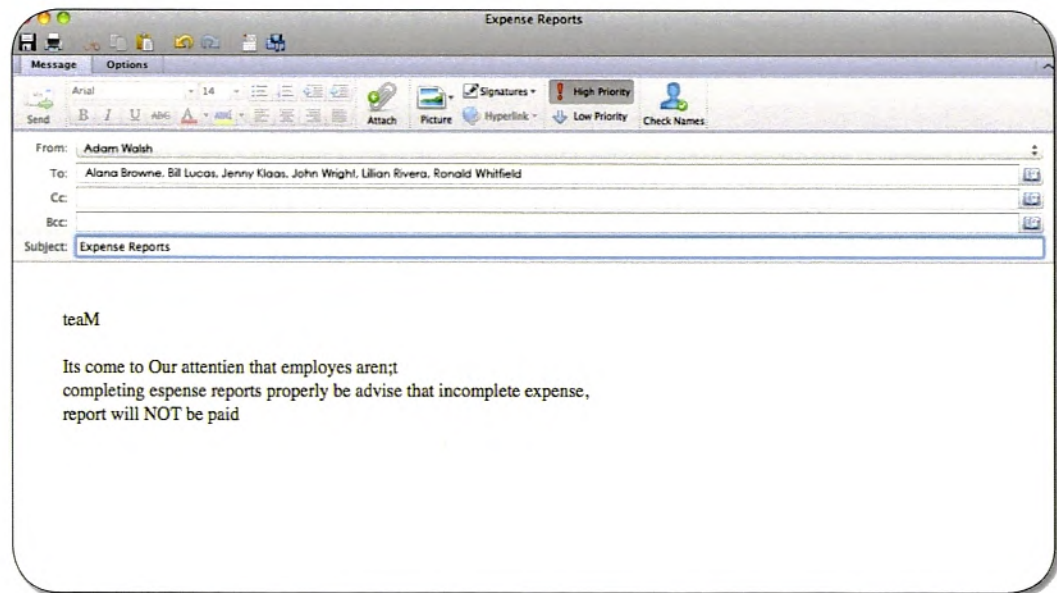 Expense Reports
Message Options
Arial 14 Signatures High Priority
Send B I U ABC A ABC Attach Picture Hyperlink Low Priority Check Names
From: Adam Walsh
To: Alana Browne, Bill Lucas, Jenny Klaas, John Wright, Lilian Rivera, Ronald Whitfield
Cc:
Bcc:
Subject: Expense Reports
teaM
Its come to Our attentien that employes aren;t
completing espense reports properly be advise that incomplete expense,
report will NOT be paid